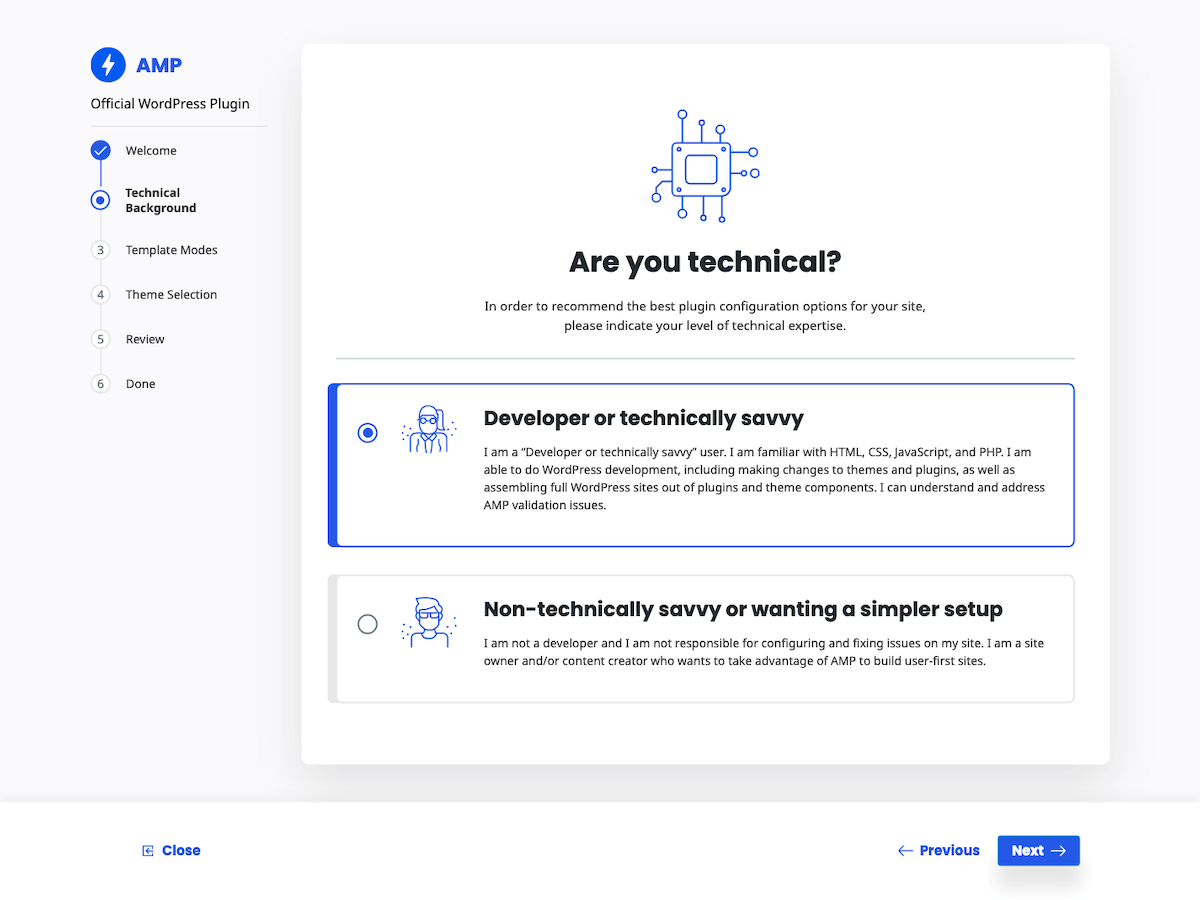 AMP
Official WordPress Plugin
Welcome
Technical
Background
3 Template Modes
4 Theme Selection
5 Review
6 Done
Are you technical?
In order to recommend the best plugin configuration options for your site,
please indicate your level of technical expertise.
Developer or technically savvy
I am a “Developer or technically savvy” user. I am familiar with HTML, CSS, JavaScript, and PHP. I am
able to do WordPress development, including making changes to themes and plugins, as well as
assembling full WordPress sites out of plugins and theme components. I can understand and address
AMP validation issues.
Non-technically savvy or wanting a simpler setup
I am not a developer and I am not responsible for configuring and fixing issues on my site. I am a site
owner and/or content creator who wants to take advantage of AMP to build user-first sites.
Close
Previous
Next